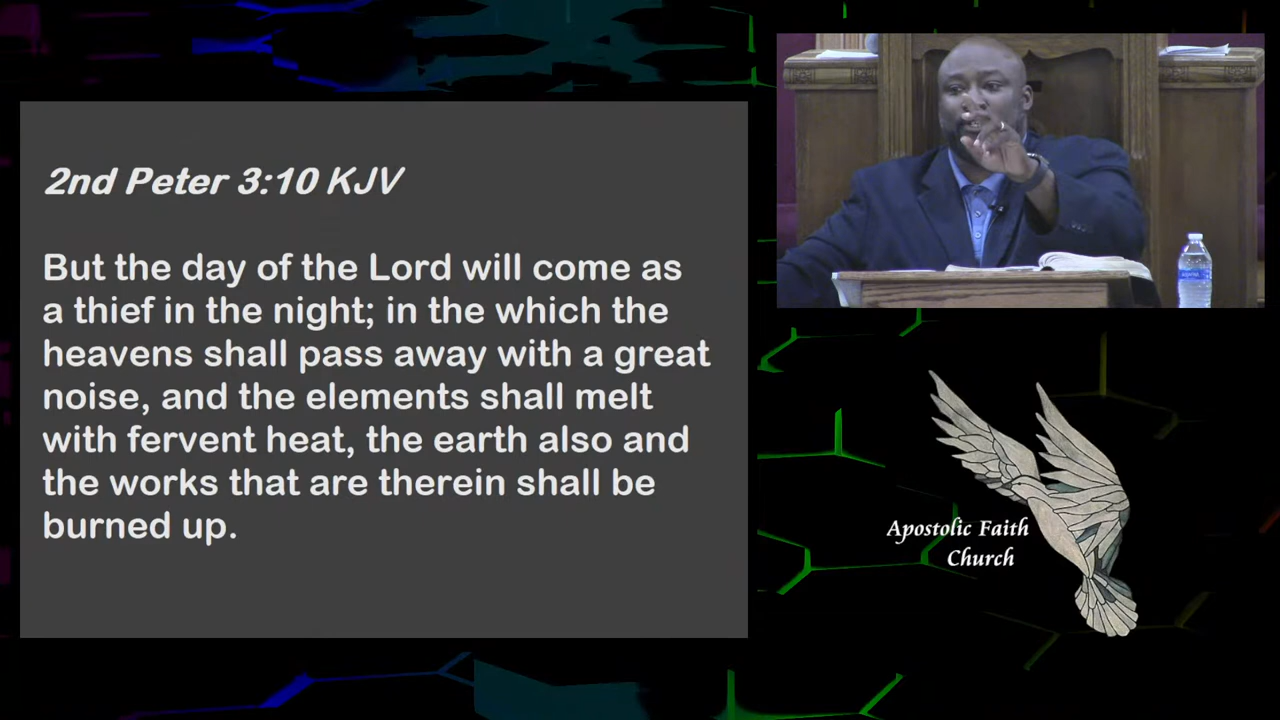 2nd Peter 3:10 KJV
But the day of the Lord will come as
a thief in the night; in the which the
heavens shall pass away with a great
noise, and the elements shall melt
with fervent heat, the earth also and
the works that are therein shall be
burned up.
Apostolic Faith
Church